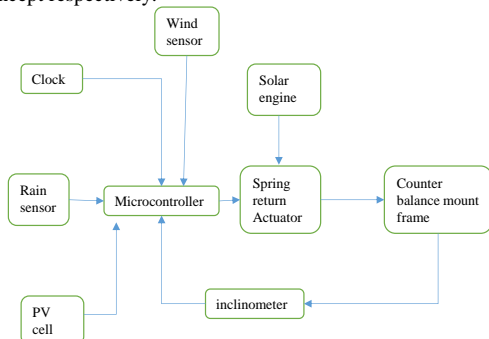 Wind
sensor
Clock
Solar
engine
Rain
sensor
Microcontroller
Spring
return
Actuator
Counter
balance mount
frame
inclinometer
PV
cell